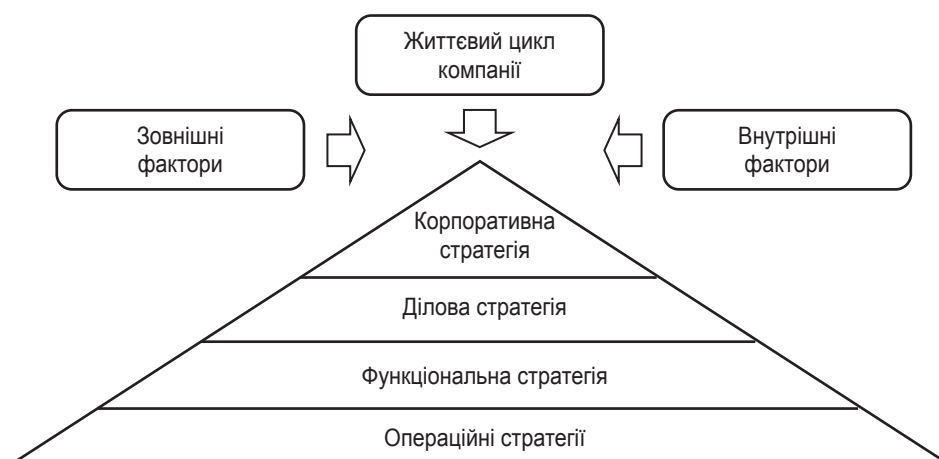 Життєвий цикл
компанії
Зовнішні
фактори
Внутрішні
фактори
Корпоративна
стратегія
Ділова стратегія
Функціональна стратегія
Операційні стратегії